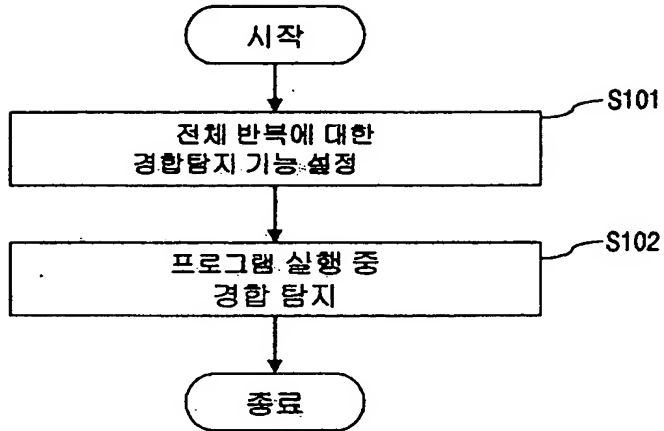 시작
S101
전체 반복에 대한
경합탐지 기능 설정
S102
프로그램 실행 중
경합 탐지
종료